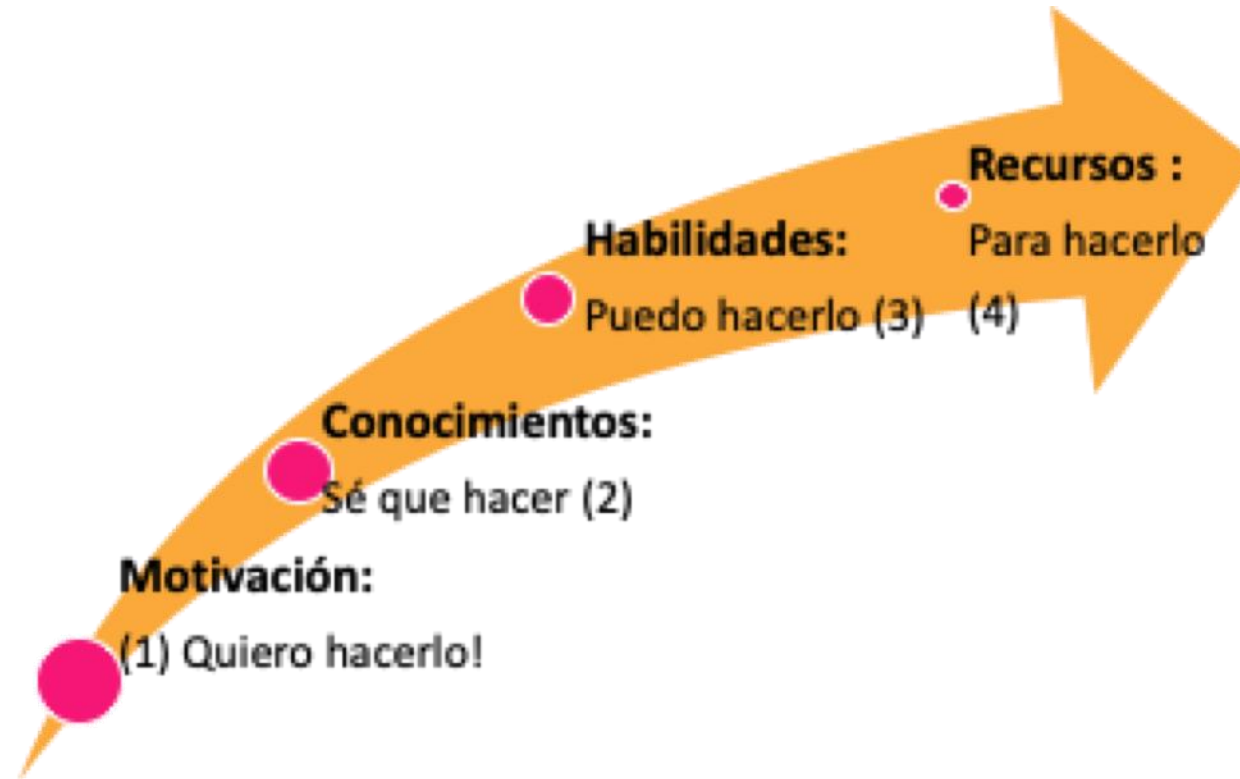 Recursos :
Para hacerlo
(4)
Habilidades:
Puedo hacerlo (3)
Conocimientos:
Sé que hacer (2)
Motivación:
(1) Quiero hacerlo!